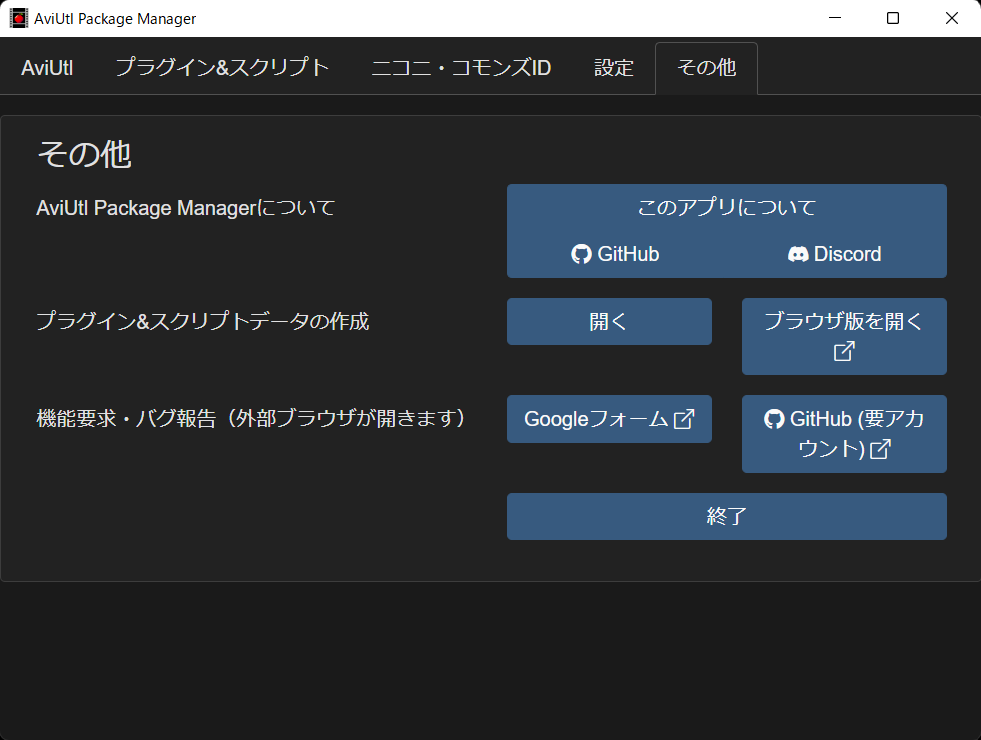 AviUtl Package Manager
AviUtl プラグイン&スクリプト ニコニ・コモンズID 設定 その他
その他
AviUtl Package Managerについて
このアプリについて
GitHub Discord
プラグイン&スクリプトデータの作成
開く
ブラウザ版を開く
機能要求・バグ報告（外部ブラウザが開きます）
Googleフォーム
GitHub (要アカ
ウント)
終了